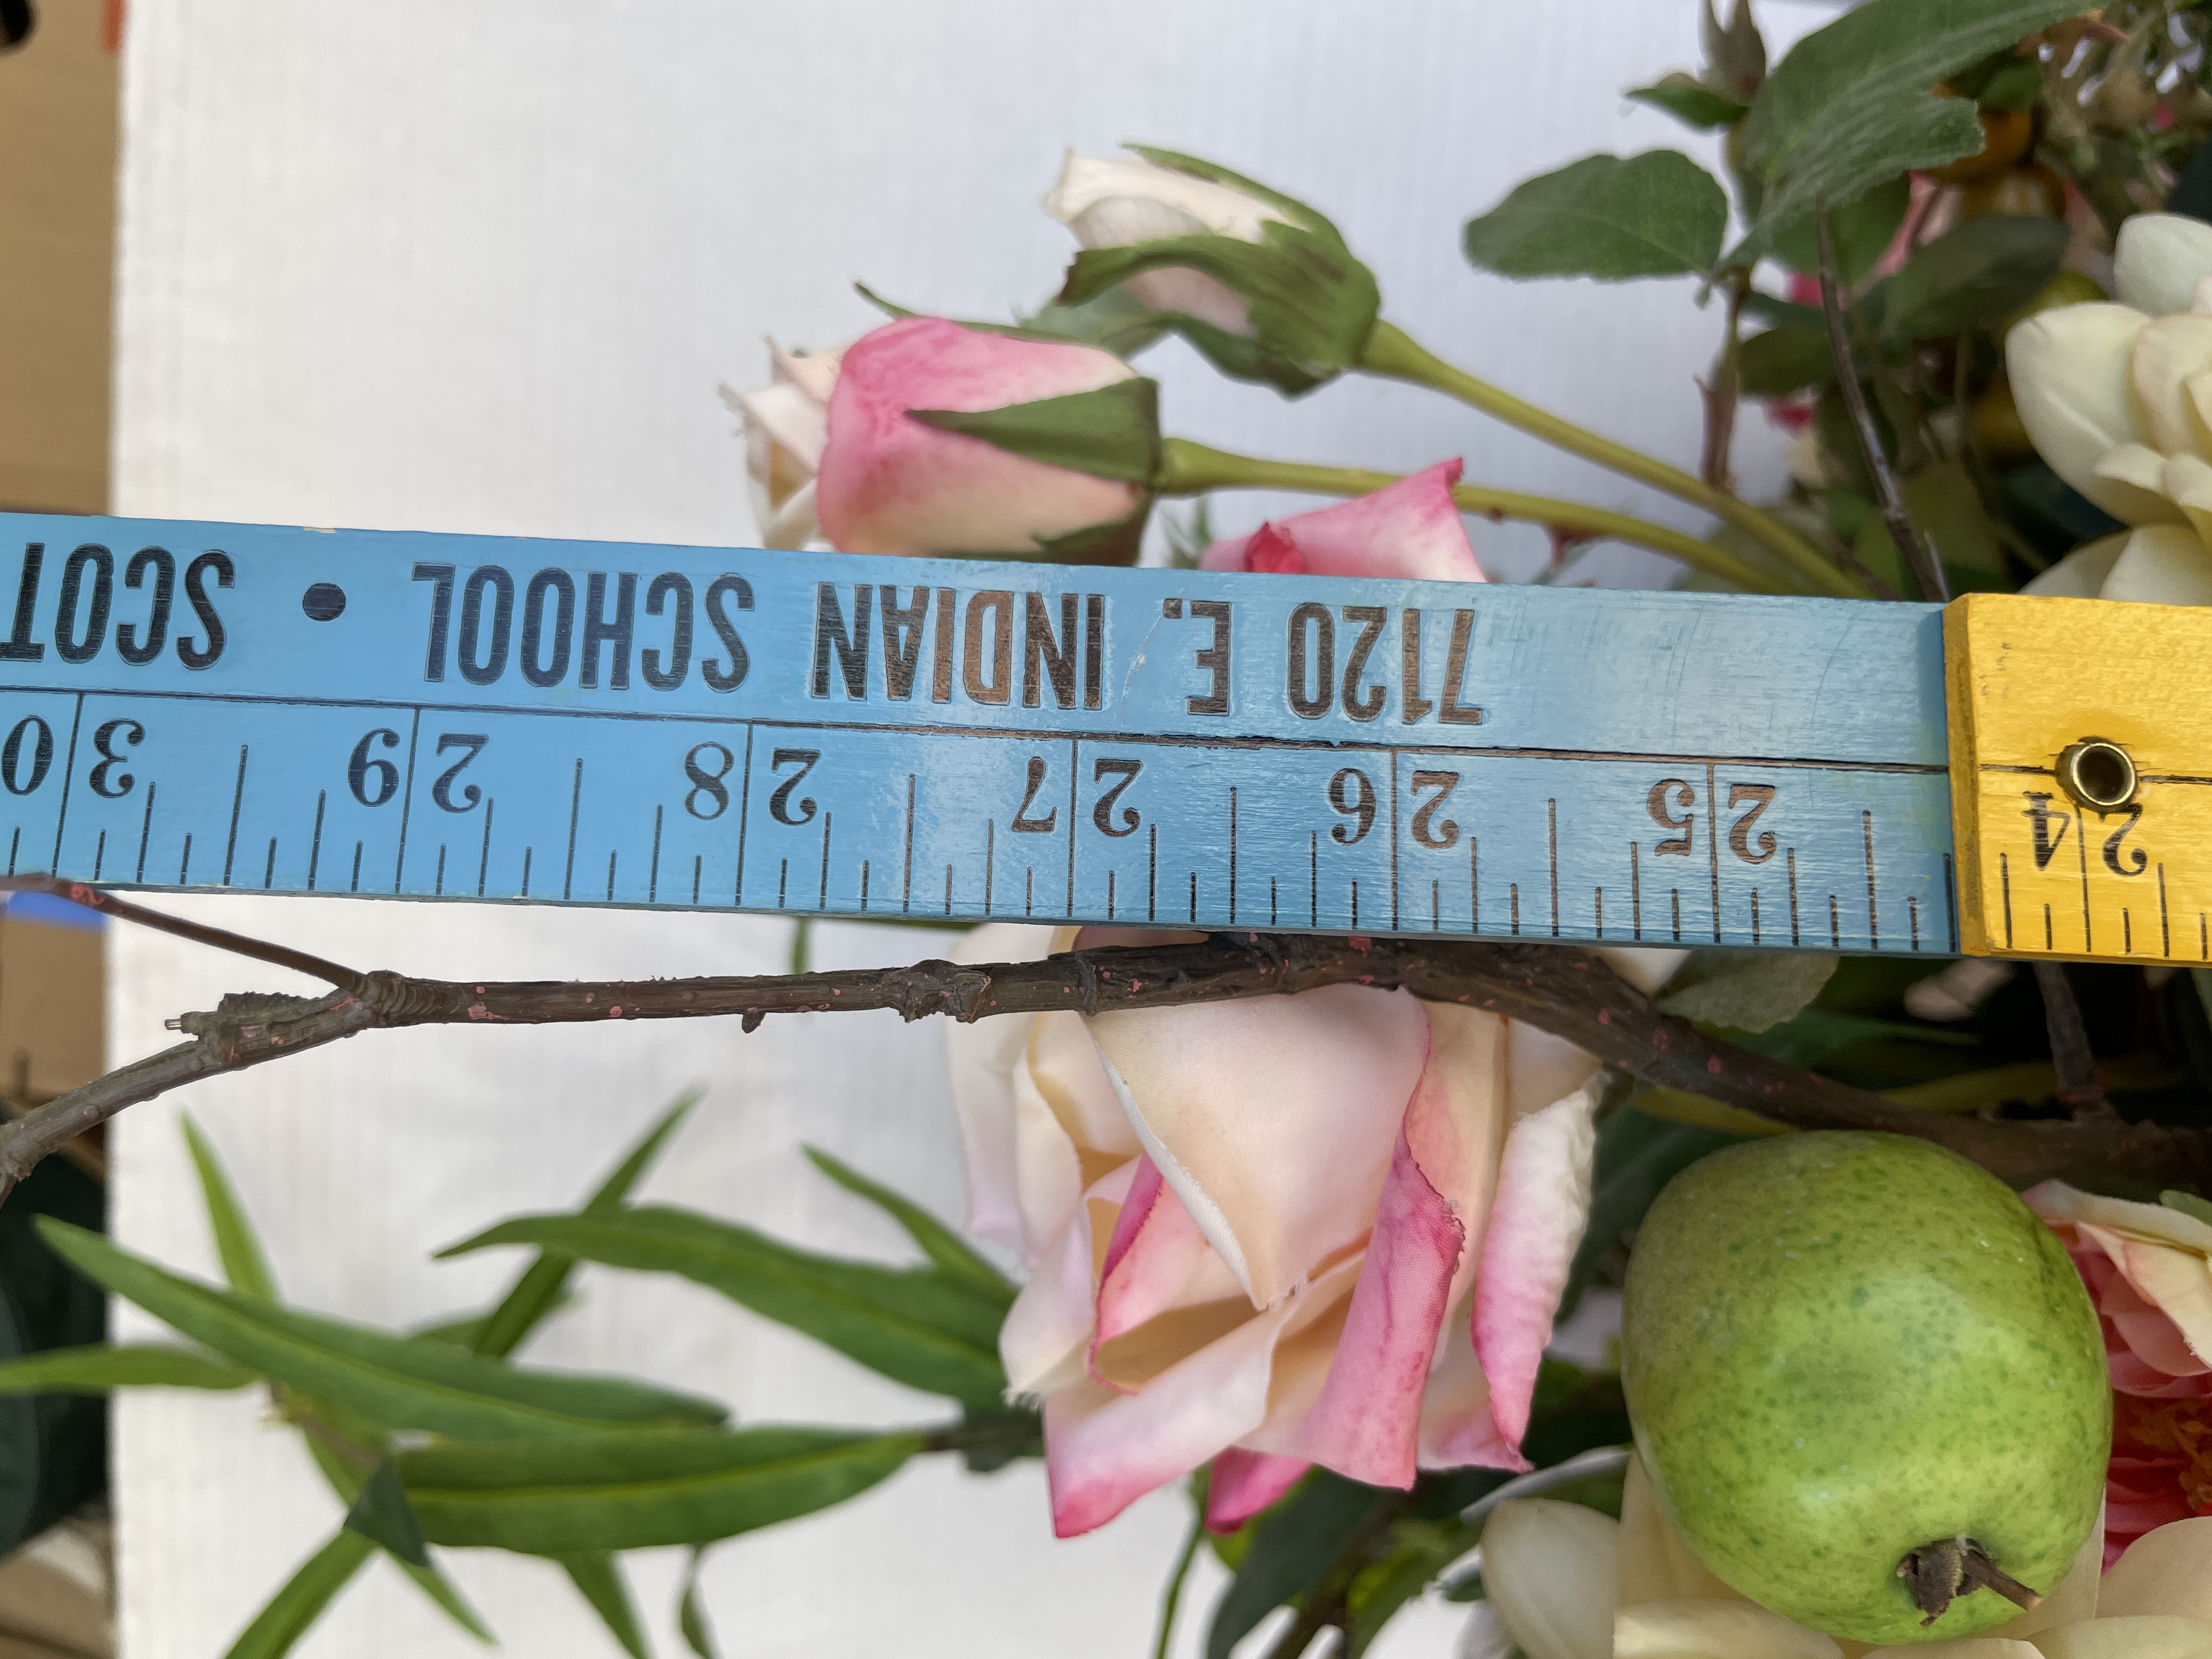 24 25 26 27 28 29 30
7120 E. INDIAN SCHOOL • SCOT